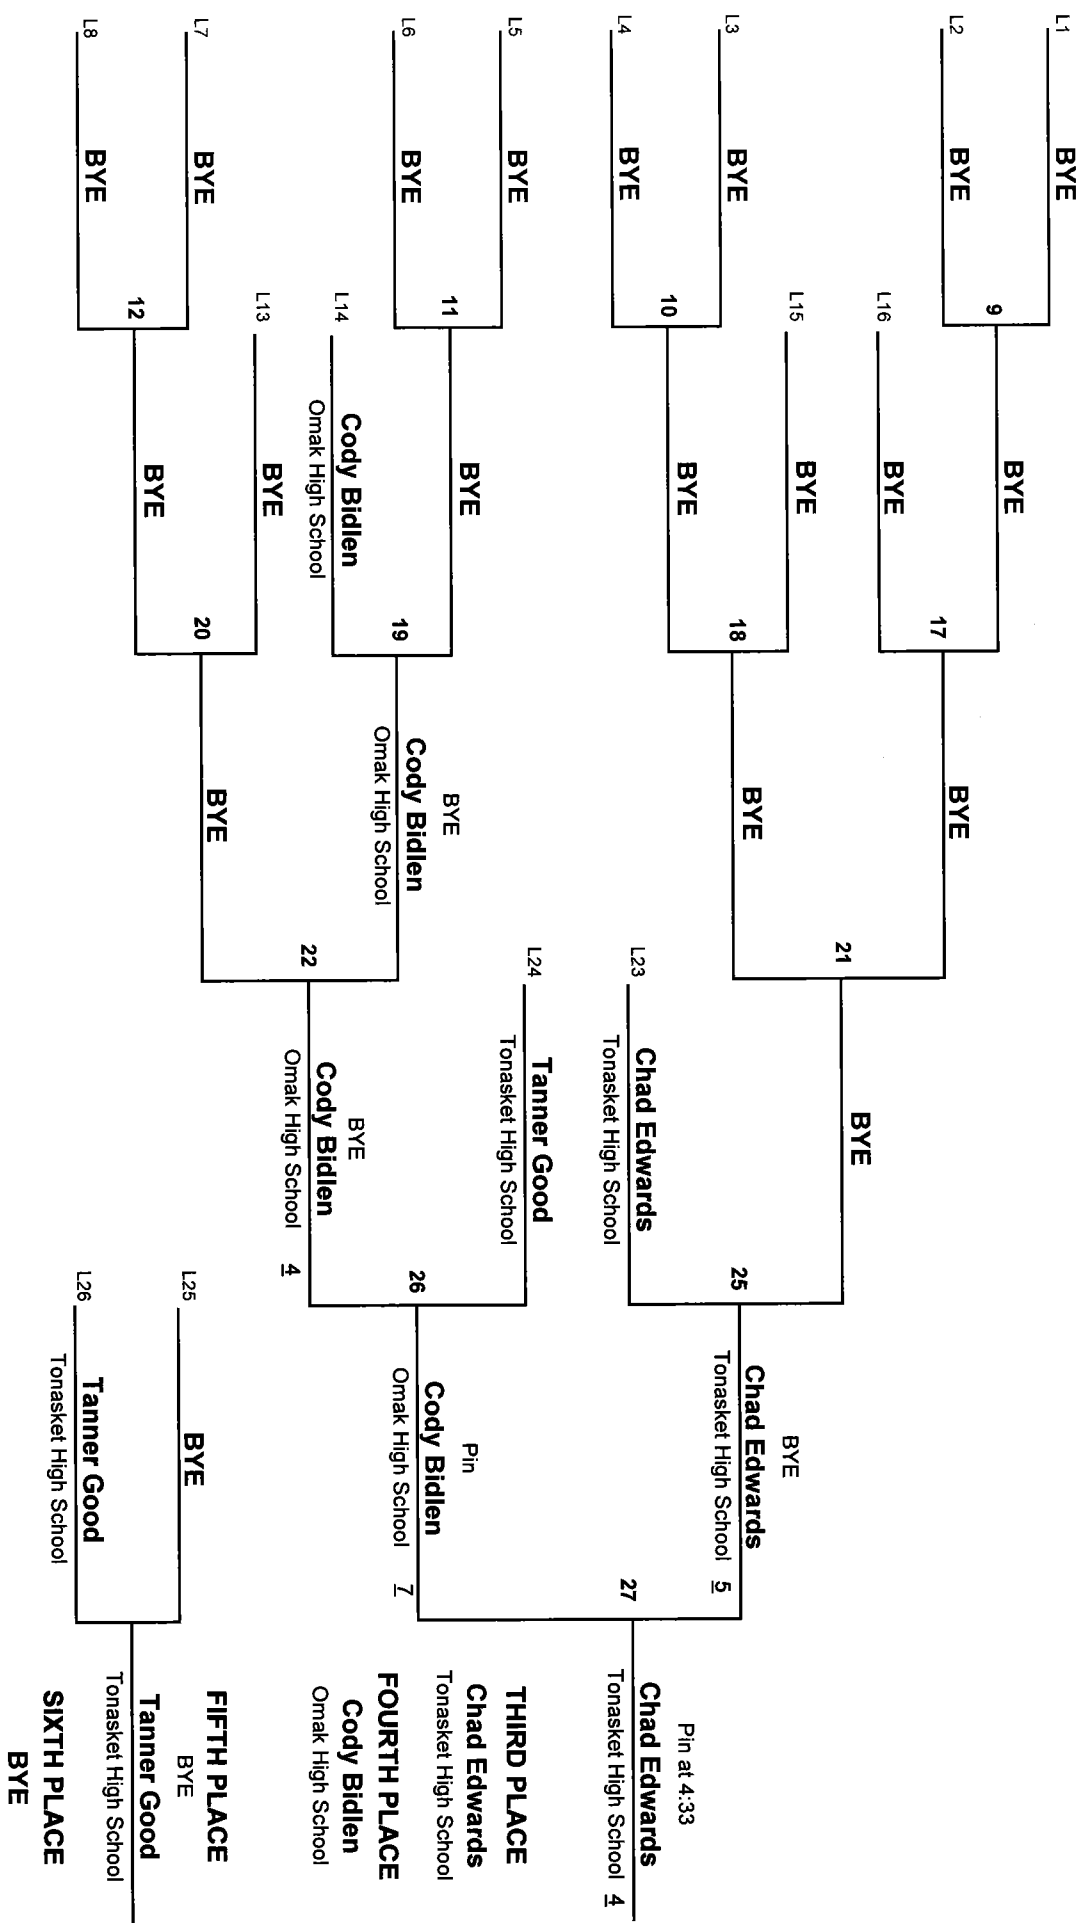 L1
BYE
9
L2
BYE
BYE
17
L16
BYE
BYE
L3
BYE
10
L4
BYE
L15
BYE
18
BYE
BYE
21
BYE
L23
Chad Edwards
Tonasket High School
25
BYE
Chad Edwards
Tonasket High School 5
L5
BYE
11
L6
BYE
BYE
19
L14
Cody Bidlen
Omak High School
BYE
Cody Bidlen
Omak High School
L7
BYE
12
L8
BYE
L13
BYE
20
BYE
BYE
22
BYE
Cody Bidlen
Omak High School 4
L24
Tanner Good
Tonasket High School
26
Pin
Cody Bidlen
Omak High School 7
27
Pin at 4:33
Chad Edwards
Tonasket High School 4
THIRD PLACE
Chad Edwards
Tonasket High School
FOURTH PLACE
Cody Bidlen
Omak High School
L25
BYE
L26
Tanner Good
Tonasket High School
FIFTH PLACE
BYE
Tanner Good
Tonasket High School
SIXTH PLACE
BYE